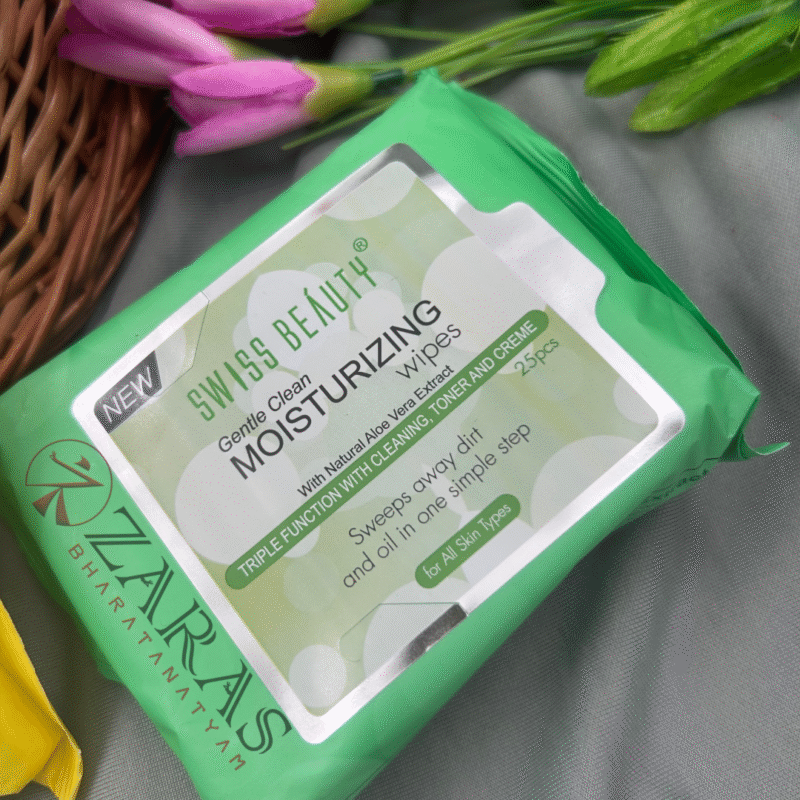 SWISS BEAUTY®
NEW
Gentle Clean
MOISTURIZING
wipes
With Natural Aloe Vera Extract
TRIPLE FUNCTION WITH CLEANING, TONER AND CREME
25pcs
Sweeps away dirt
and oil in one simple step
for All Skin Types
ZARAS
BHARATANATYAM